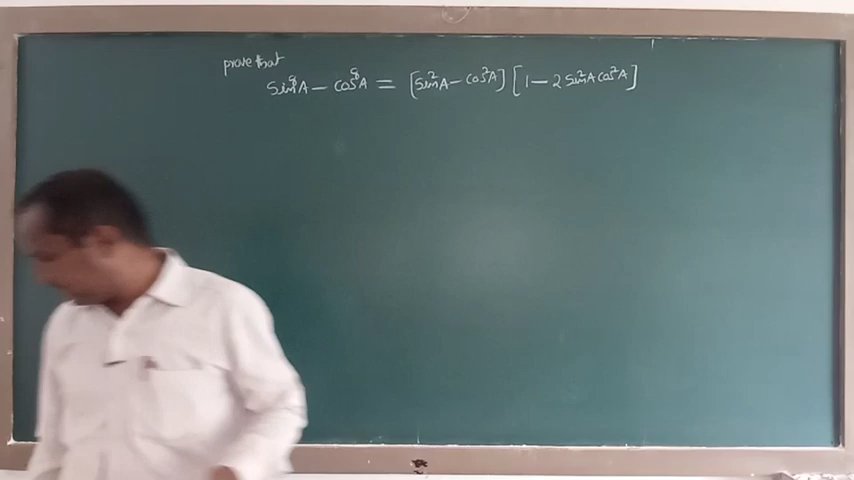 prove that
sin⁸A — cos⁸A = [sin²A — cos²A] [1 — 2 sin²A cos²A]